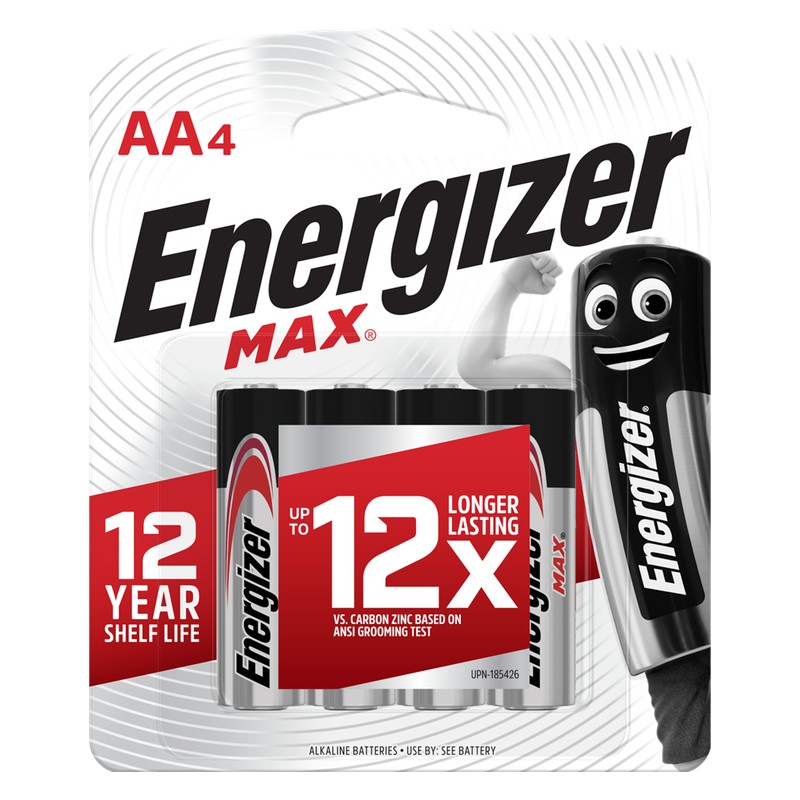 AA4
Energizer
MAX®
Energizer®
12
YEAR
SHELF LIFE
Energizer
UP
TO
12X
LONGER
LASTING
VS. CARBON ZINC BASED ON
ANSI GROOMING TEST
UPN-185426
Energizer
MAX®
ALKALINE BATTERIES • USE BY: SEE BATTERY